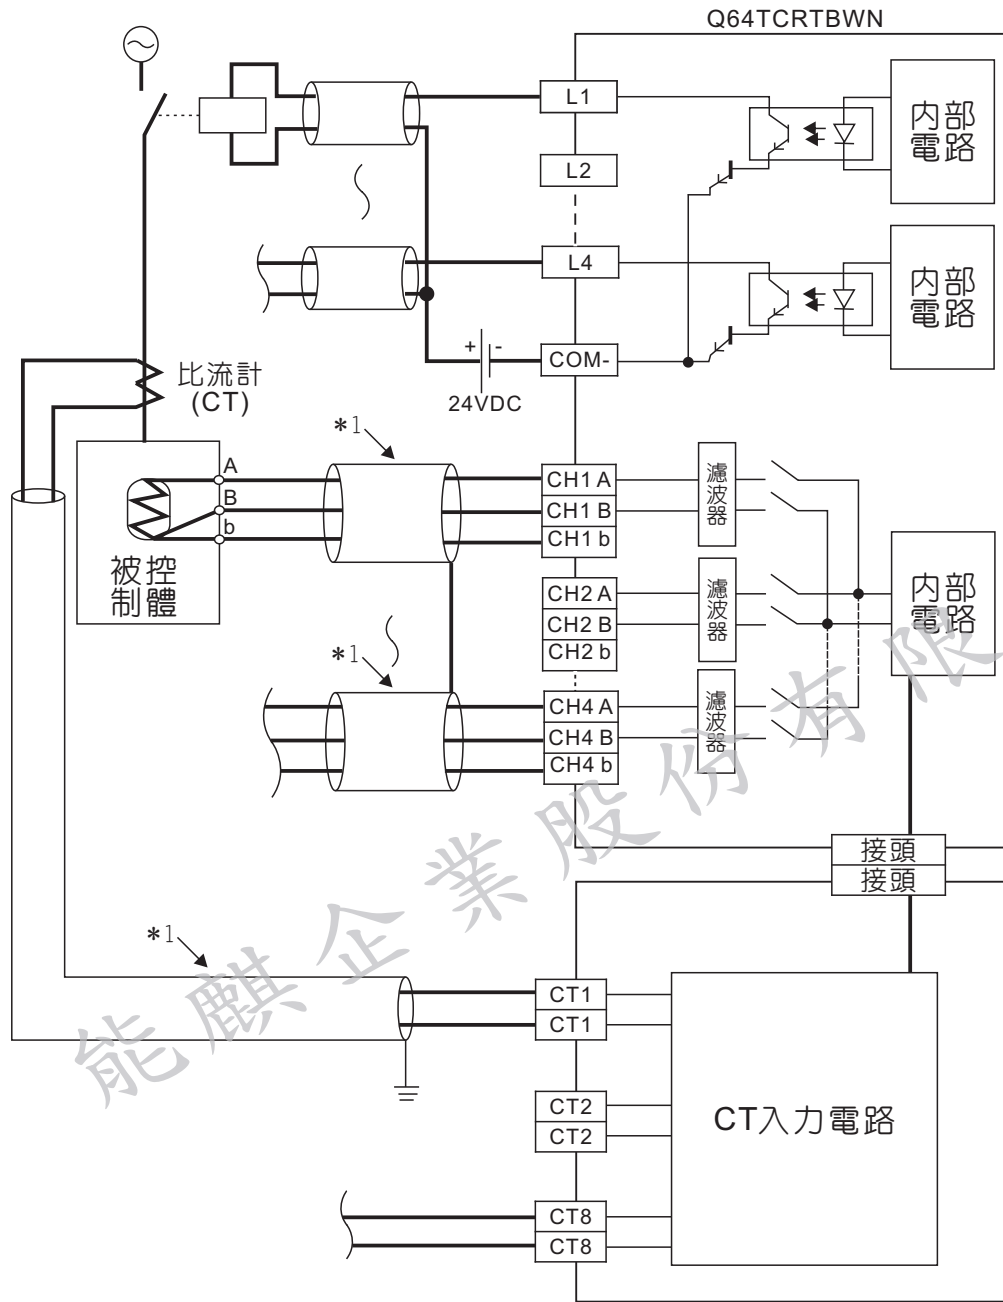 Q64TCRTBWN
L1
內部
電路
L2
L4
內部
電路
+ -
COM-
24VDC
比流計
(CT)
*1
A
B
b
CH1 A
CH1 B
CH1 b
濾波器
被控
制體
CH2 A
CH2 B
CH2 b
濾波器
內部
電路
*1
CH4 A
CH4 B
CH4 b
濾波器
接頭
接頭
*1
CT1
CT1
CT2
CT2
CT入力電路
CT8
CT8
能麒企業股份有限